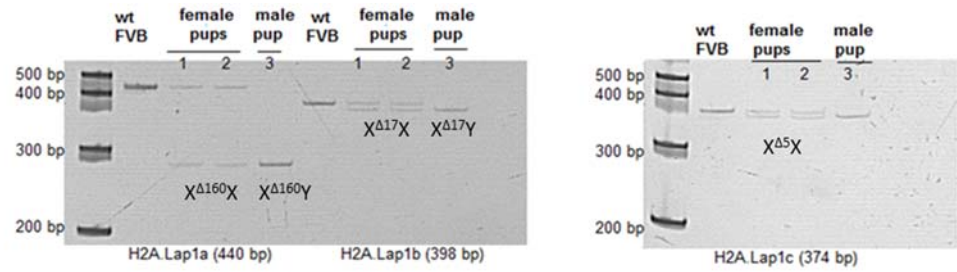 wt
FVB
female
pups
male
pup
wt
FVB
female
pups
male
pup
1 2 3 1 2 3
500 bp
400 bp
300 bp
200 bp
XΔ160X XΔ160Y
XΔ17X XΔ17Y
H2A.Lap1a (440 bp) H2A.Lap1b (398 bp)
wt
FVB
female
pups
male
pup
1 2 3
500 bp
400 bp
300 bp
200 bp
XΔ5X
H2A.Lap1c (374 bp)